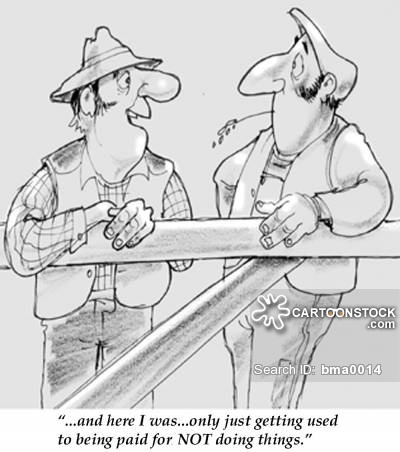 CARTOONSTOCK
.com
Search ID: bma0014
“...and here I was...only just getting used
to being paid for NOT doing things.”